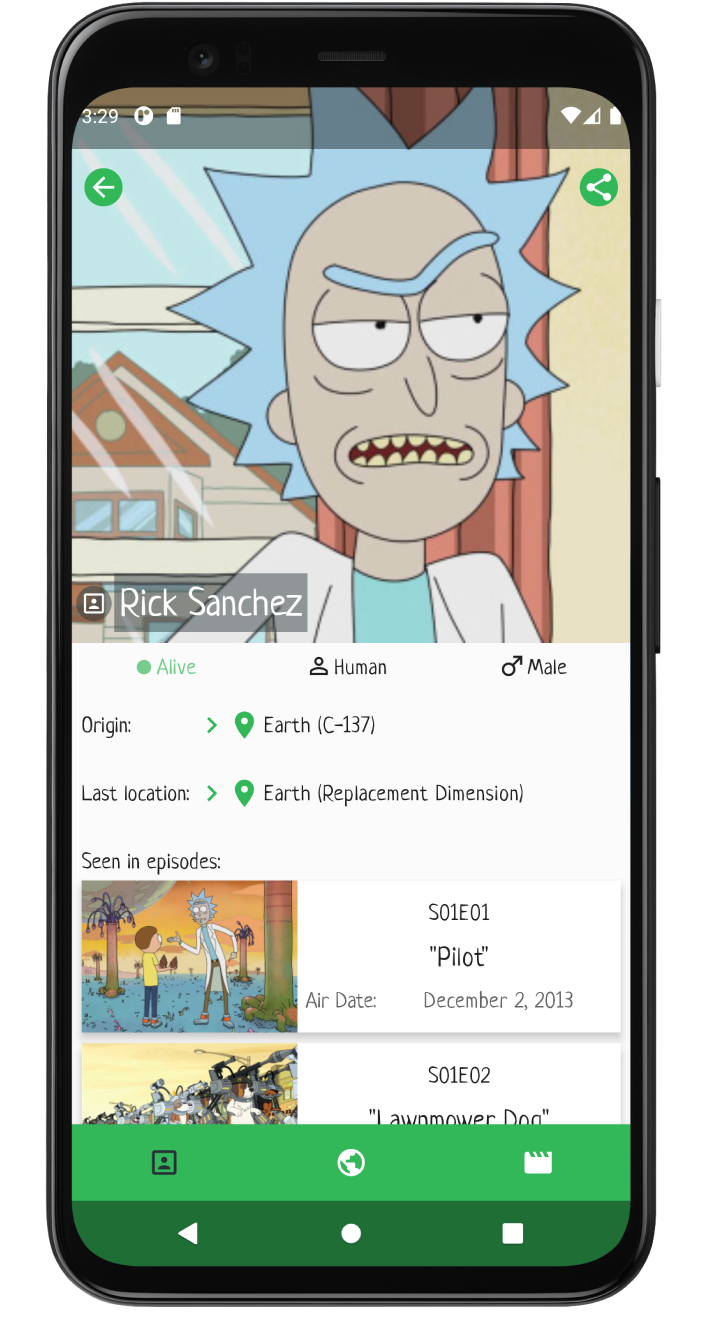 3:29
Rick Sanchez
Alive
Human
Male
Origin: Earth (C-137)
Last location: Earth (Replacement Dimension)
Seen in episodes:
S01E01
"Pilot"
Air Date: December 2, 2013
S01E02
"Lawnmower Dog"